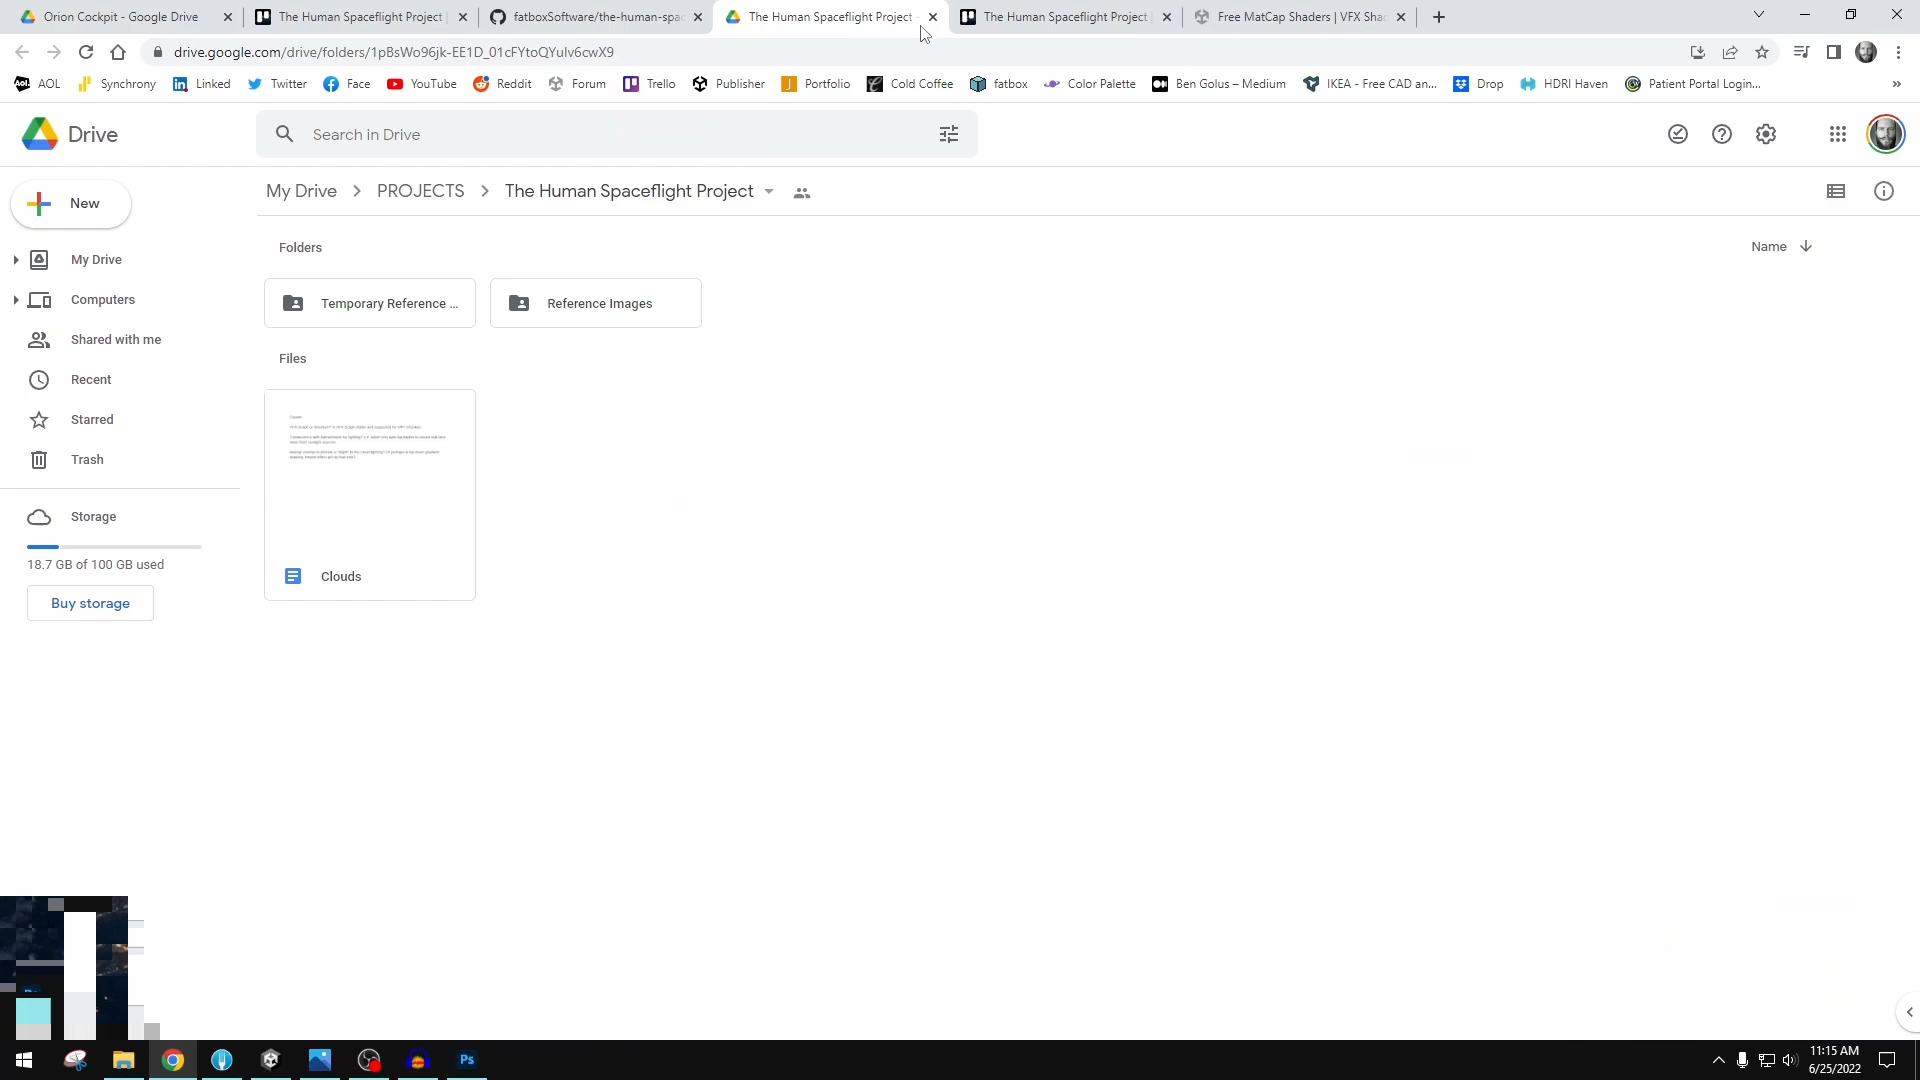 Orion Cockpit - Google Drive
The Human Spaceflight Project
fatboxSoftware/the-human-spac
The Human Spaceflight Project -
The Human Spaceflight Project
Free MatCap Shaders | VFX Shad
drive.google.com/drive/folders/1pBsWo96jk-EE1D_01cFYtoQYulv6cwX9
AOL
Synchrony
Linked
Twitter
Face
YouTube
Reddit
Forum
Trello
Publisher
Portfolio
Cold Coffee
fatbox
Color Palette
Ben Golus – Medium
IKEA - Free CAD an...
Drop
HDRI Haven
Patient Portal Login...
»
Drive
Search in Drive
New
My Drive
PROJECTS
The Human Spaceflight Project
My Drive
Computers
Shared with me
Recent
Starred
Trash
Storage
18.7 GB of 100 GB used
Buy storage
Folders
Name
Temporary Reference ...
Reference Images
Files
Clouds
Clouds
Ps
11:15 AM
6/25/2022